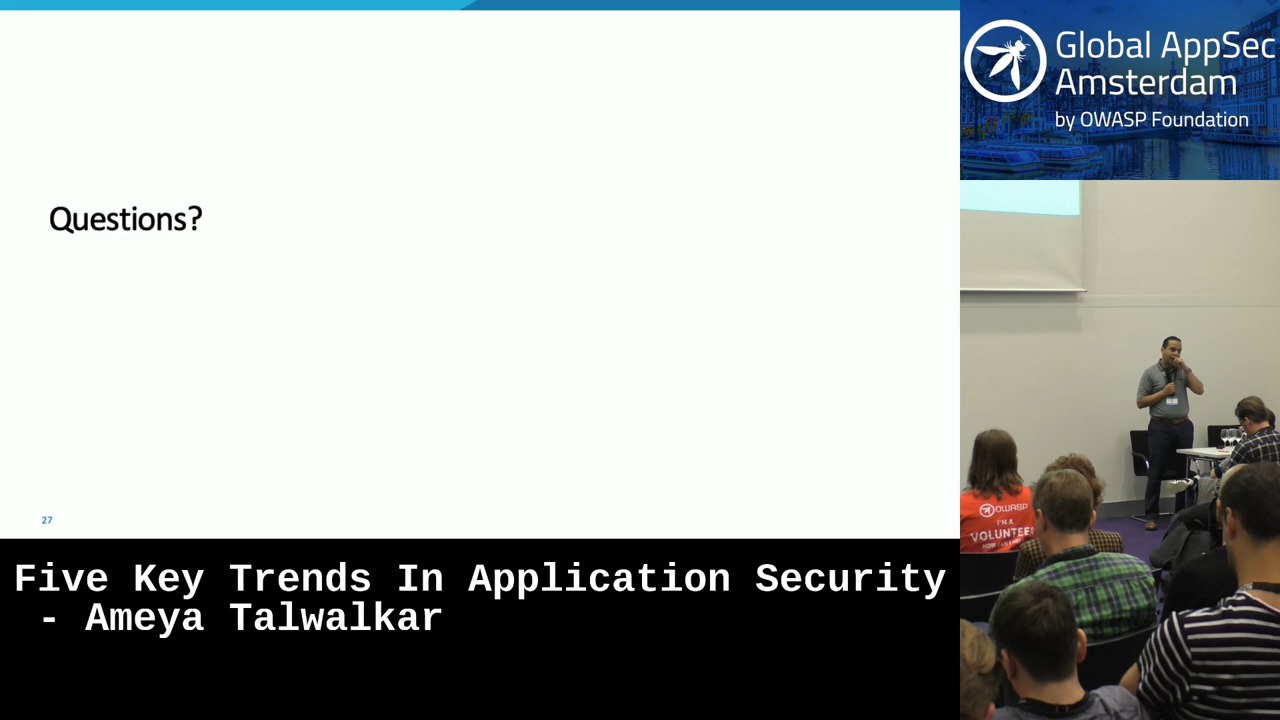 Global AppSec
Amsterdam
by OWASP Foundation
Questions?
27
OWASP
I'M A
VOLUNTEER
Five Key Trends In Application Security
- Ameya Talwalkar